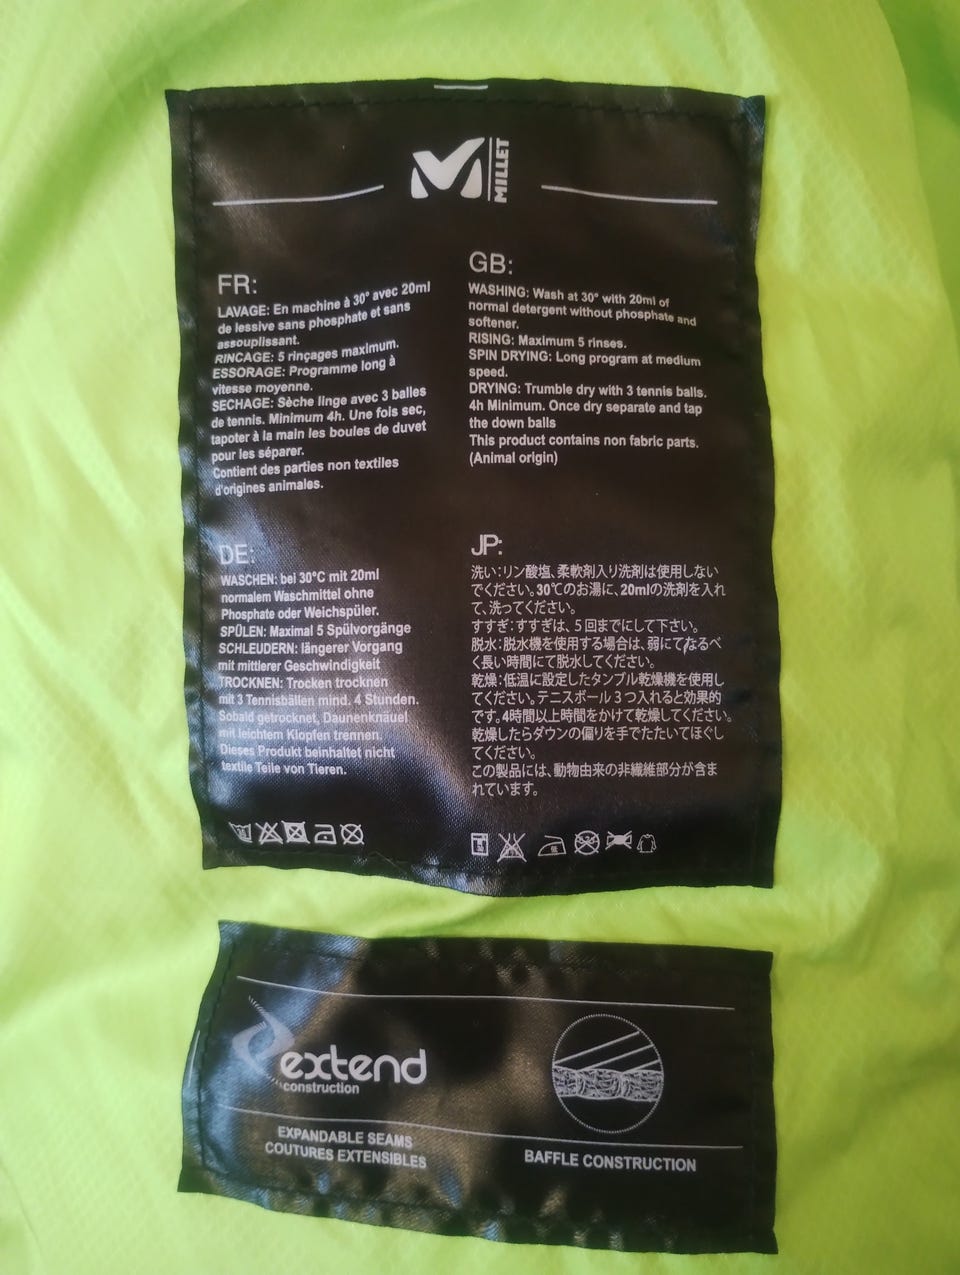 MILLET
FR:
LAVAGE: En machine à 30° avec 20ml
de lessive sans phosphate et sans
assouplissant.
RINCAGE: 5 rinçages maximum.
ESSORAGE: Programme long à
vitesse moyenne.
SECHAGE: Sèche linge avec 3 balles
de tennis. Minimum 4h. Une fois sec,
tapoter à la main les boules de duvet
pour les séparer.
Contient des parties non textiles
d'origines animales.
GB:
WASHING: Wash at 30° with 20ml of
normal detergent without phosphate and
softener.
RISING: Maximum 5 rinses.
SPIN DRYING: Long program at medium
speed.
DRYING: Trumble dry with 3 tennis balls.
4h Minimum. Once dry separate and tap
the down balls
This product contains non fabric parts.
(Animal origin)
DE:
WASCHEN: bei 30°C mit 20ml
normalem Waschmittel ohne
Phosphate oder Weichspüler.
SPÜLEN: Maximal 5 Spülvorgänge
SCHLEUDERN: längerer Vorgang
mit mittlerer Geschwindigkeit
TROCKNEN: Trocken trocknen
mit 3 Tennisbällen mind. 4 Stunden.
Sobald getrocknet, Daunenknäuel
mit leichtem Klopfen trennen.
Dieses Produkt beinhaltet nicht
textile Teile von Tieren.
JP:
洗い:リン酸塩、柔軟剤入り洗剤は使用しない
でください。30℃のお湯に、20mlの洗剤を入れ
て、洗ってください。
すすぎ:すすぎは、5回までにして下さい。
脱水:脱水機を使用する場合は、弱にてなるべ
く長い時間にて脱水してください。
乾燥:低温に設定したタンブル乾燥機を使用し
てください。テニスボール3つ入れると効果的
です。4時間以上時間をかけて乾燥してください。
乾燥したらダウンの偏りを手でたたいてほぐし
てください。
この製品には、動物由来の非繊維部分が含ま
れています。
extend
construction
EXPANDABLE SEAMS
COUTURES EXTENSIBLES
BAFFLE CONSTRUCTION